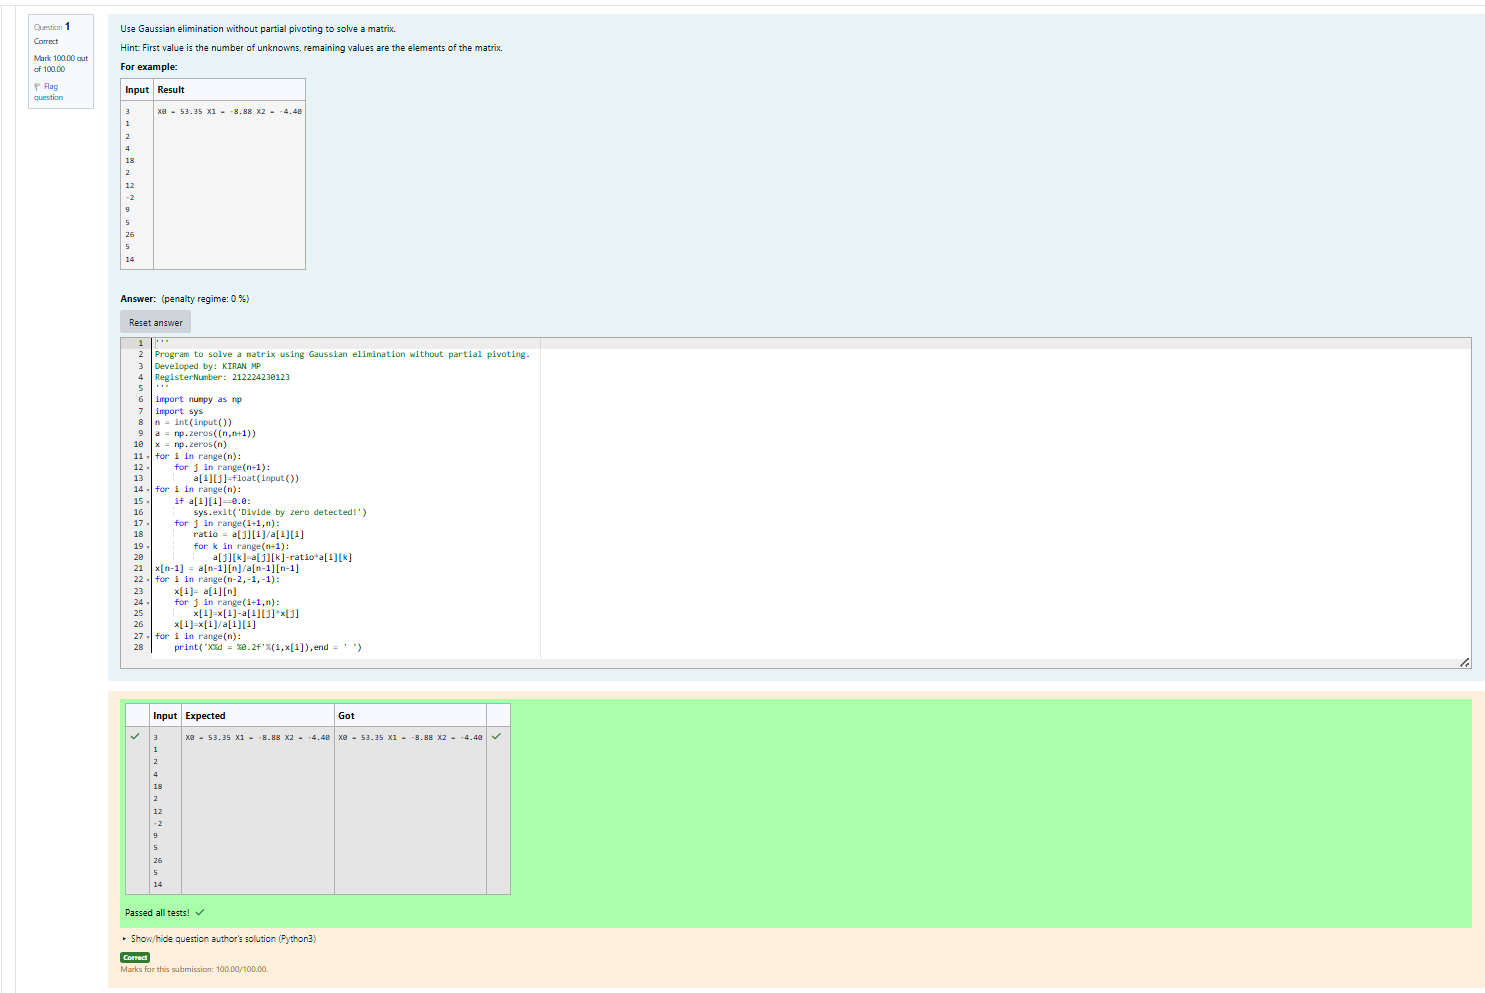 Question 1
Correct
Mark 100.00 out
of 100.00
Flag
question
Use Gaussian elimination without partial pivoting to solve a matrix.
Hint: First value is the number of unknowns, remaining values are the elements of the matrix.
For example:
Input Result
3 X0 = 53.35 X1 = -8.88 X2 = -4.40
1
2
4
18
2
12
-2
9
5
26
5
14
Answer: (penalty regime: 0 %)
Reset answer
1 '''
2 Program to solve a matrix using Gaussian elimination without partial pivoting.
3 Developed by: KIRAN MP
4 RegisterNumber: 212224230123
5 '''
6 import numpy as np
7 import sys
8 n = int(input())
9 a = np.zeros((n,n+1))
10 x = np.zeros(n)
11 for i in range(n):
12 for j in range(n+1):
13 a[i][j]=float(input())
14 for i in range(n):
15 if a[i][i]==0.0:
16 sys.exit('Divide by zero detected!')
17 for j in range(i+1,n):
18 ratio = a[j][i]/a[i][i]
19 for k in range(n+1):
20 a[j][k]=a[j][k]-ratio*a[i][k]
21 x[n-1] = a[n-1][n]/a[n-1][n-1]
22 for i in range(n-2,-1,-1):
23 x[i]= a[i][n]
24 for j in range(i+1,n):
25 x[i]=x[i]-a[i][j]*x[j]
26 x[i]=x[i]/a[i][i]
27 for i in range(n):
28 print('X%d = %0.2f'%(i,x[i]),end = ' ')
Input Expected Got
3 X0 = 53.35 X1 = -8.88 X2 = -4.40 X0 = 53.35 X1 = -8.88 X2 = -4.40
1
2
4
18
2
12
-2
9
5
26
5
14
Passed all tests!
Show/hide question author's solution (Python3)
Correct
Marks for this submission: 100.00/100.00.